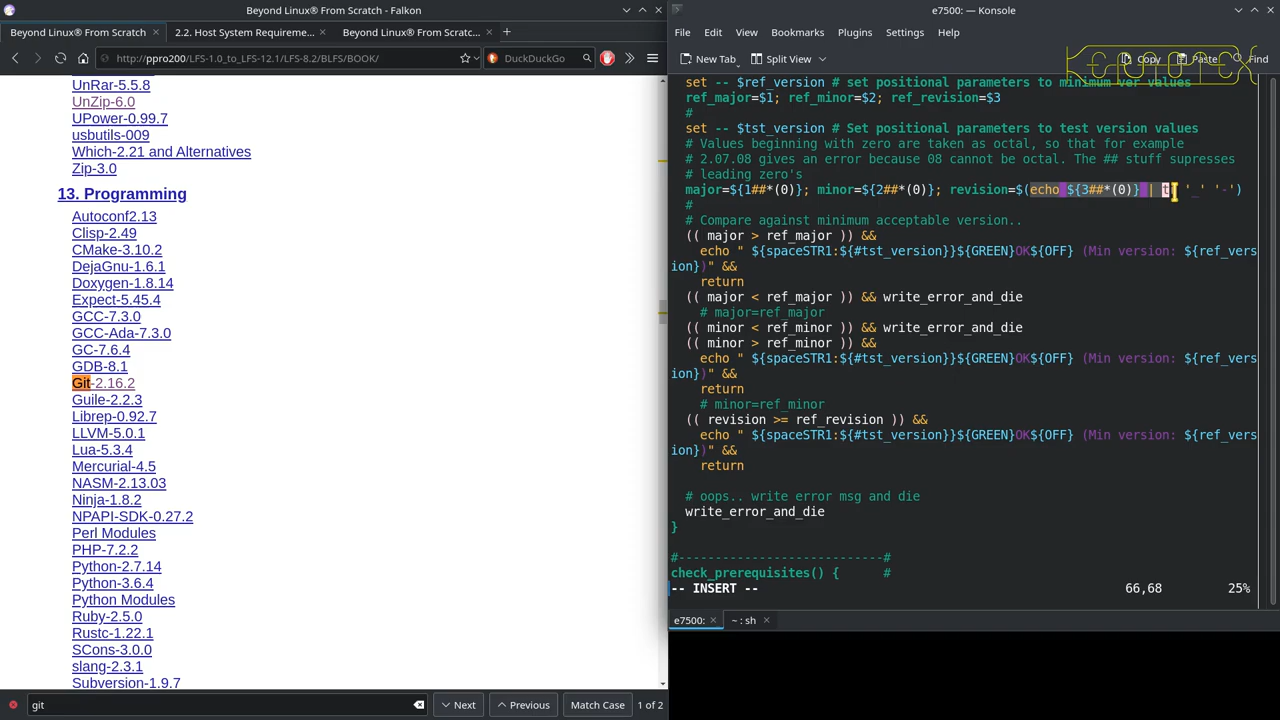 Beyond Linux® From Scratch - Falkon
Beyond Linux® From Scratch
2.2. Host System Requireme...
Beyond Linux® From Scratc...
http://ppro200/LFS-1.0_to_LFS-12.1/LFS-8.2/BLFS/BOOK/
DuckDuckGo
UnRar-5.5.8
UnZip-6.0
UPower-0.99.7
usbutils-009
Which-2.21 and Alternatives
Zip-3.0
13. Programming
Autoconf2.13
Clisp-2.49
CMake-3.10.2
DejaGnu-1.6.1
Doxygen-1.8.14
Expect-5.45.4
GCC-7.3.0
GCC-Ada-7.3.0
GC-7.6.4
GDB-8.1
Git-2.16.2
Guile-2.2.3
Librep-0.92.7
LLVM-5.0.1
Lua-5.3.4
Mercurial-4.5
NASM-2.13.03
Ninja-1.8.2
NPAPI-SDK-0.27.2
Perl Modules
PHP-7.2.2
Python-2.7.14
Python-3.6.4
Python Modules
Ruby-2.5.0
Rustc-1.22.1
SCons-3.0.0
slang-2.3.1
Subversion-1.9.7
git
Next
Previous
Match Case
1 of 2
e7500: — Konsole
File Edit View Bookmarks Plugins Settings Help
New Tab
Split View
Copy
Paste
Find
set -- $ref_version # set positional parameters to minimum ver values
ref_major=$1; ref_minor=$2; ref_revision=$3
#
set -- $tst_version # Set positional parameters to test version values
# Values beginning with zero are taken as octal, so that for example
# 2.07.08 gives an error because 08 cannot be octal. The ## stuff supresses
# leading zero's
major=${1##*(0)}; minor=${2##*(0)}; revision=$(echo ${3##*(0)} | t '_' '-')
#
# Compare against minimum acceptable version..
(( major > ref_major )) &&
echo " ${spaceSTR1:${#tst_version}}${GREEN}OK${OFF} (Min version: ${ref_vers
ion})" &&
return
(( major < ref_major )) && write_error_and_die
# major=ref_major
(( minor < ref_minor )) && write_error_and_die
(( minor > ref_minor )) &&
echo " ${spaceSTR1:${#tst_version}}${GREEN}OK${OFF} (Min version: ${ref_vers
ion})" &&
return
# minor=ref_minor
(( revision >= ref_revision )) &&
echo " ${spaceSTR1:${#tst_version}}${GREEN}OK${OFF} (Min version: ${ref_vers
ion})" &&
return
# oops.. write error msg and die
write_error_and_die
}
#---------------------------#
check_prerequisites() { #
-- INSERT --
66,68
25%
e7500:
~ : sh